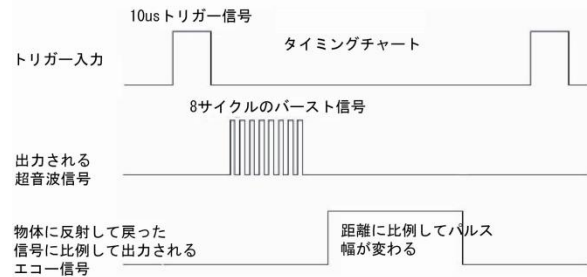 10usトリガー信号
タイミングチャート
トリガー入力
8サイクルのバースト信号
出力される
超音波信号
物体に反射して戻った
信号に比例して出力される
エコー信号
距離に比例してパルス
幅が変わる